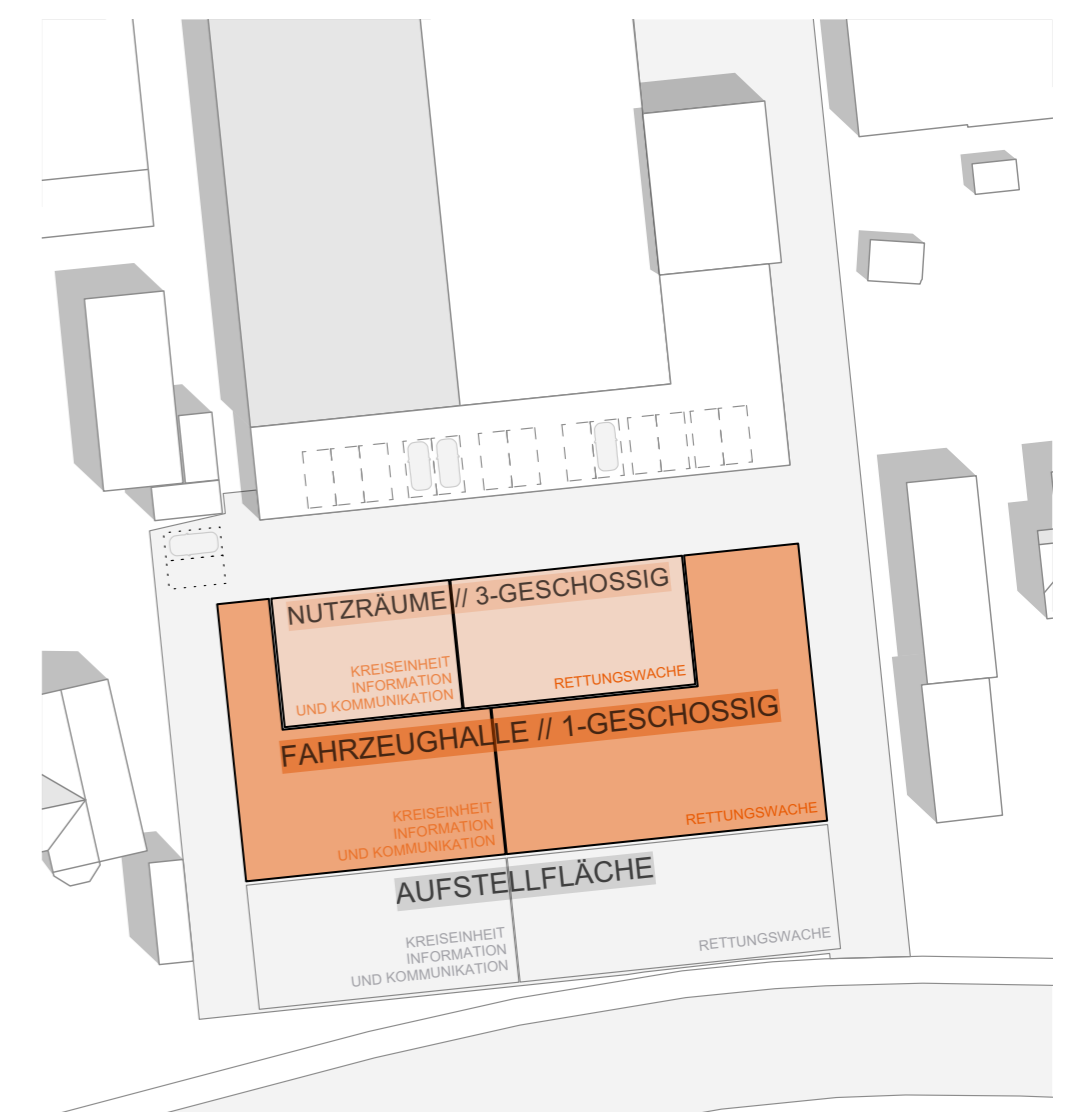 NUTZRÄUME // 3-GESCHOSSIG
KREISEINHEIT
INFORMATION
UND KOMMUNIKATION
RETTUNGSWACHE
FAHRZEUGHALLE // 1-GESCHOSSIG
KREISEINHEIT
INFORMATION
UND KOMMUNIKATION
RETTUNGSWACHE
AUFSTELLFLÄCHE
KREISEINHEIT
INFORMATION
UND KOMMUNIKATION
RETTUNGSWACHE